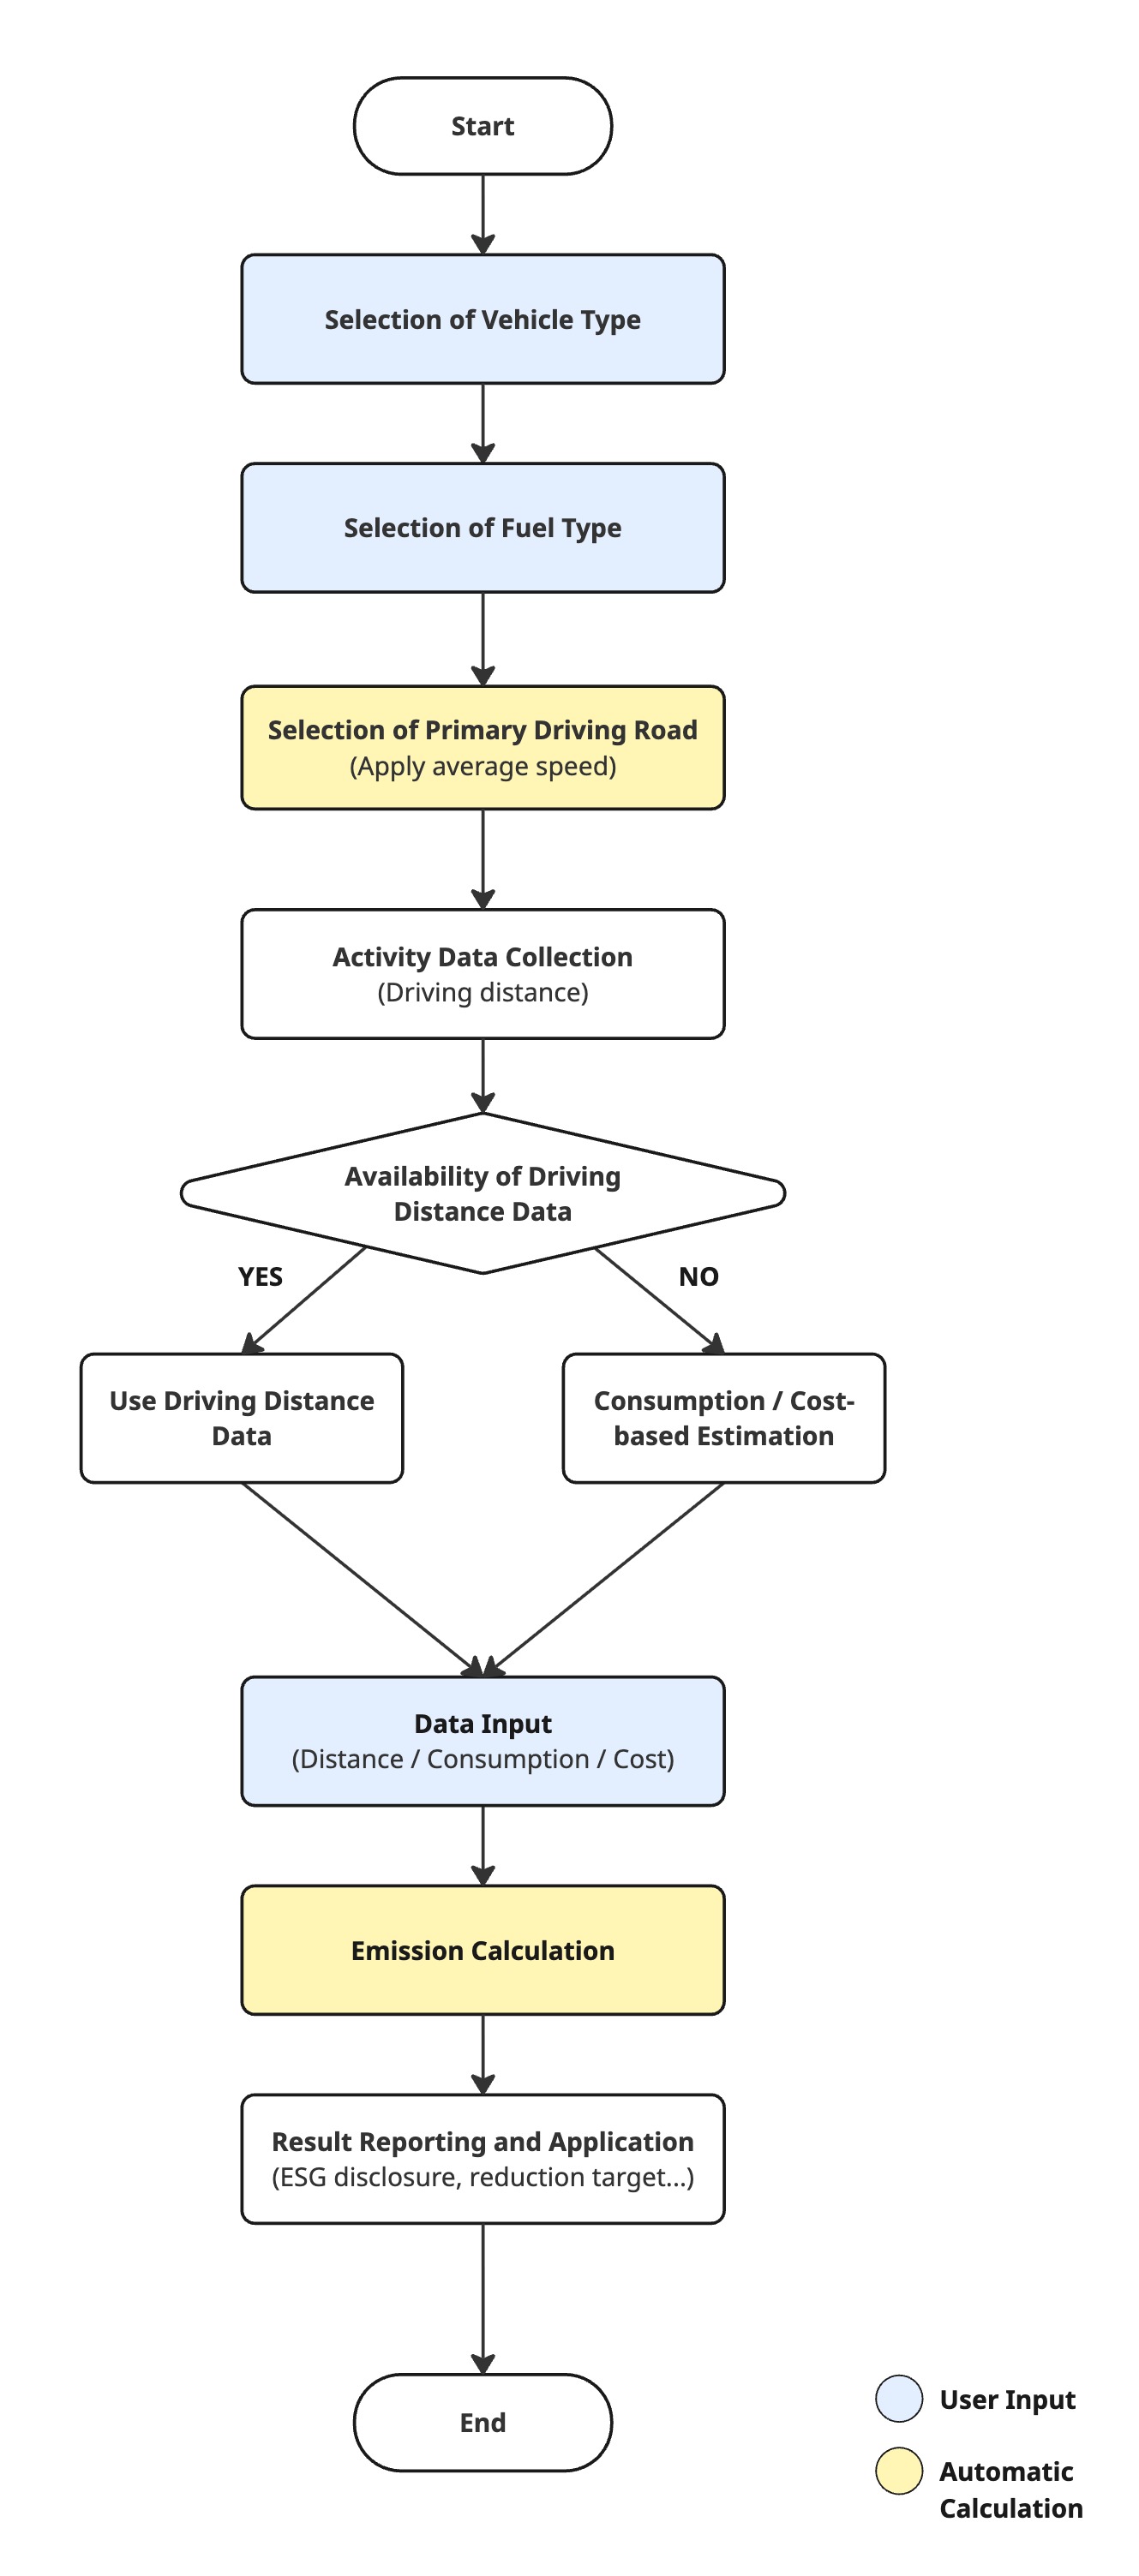 Start
Selection of Vehicle Type
Selection of Fuel Type
Selection of Primary Driving Road
(Apply average speed)
Activity Data Collection
(Driving distance)
Availability of Driving
Distance Data
YES
NO
Use Driving Distance
Data
Consumption / Cost-
based Estimation
Data Input
(Distance / Consumption / Cost)
Emission Calculation
Result Reporting and Application
(ESG disclosure, reduction target...)
End
User Input
Automatic
Calculation